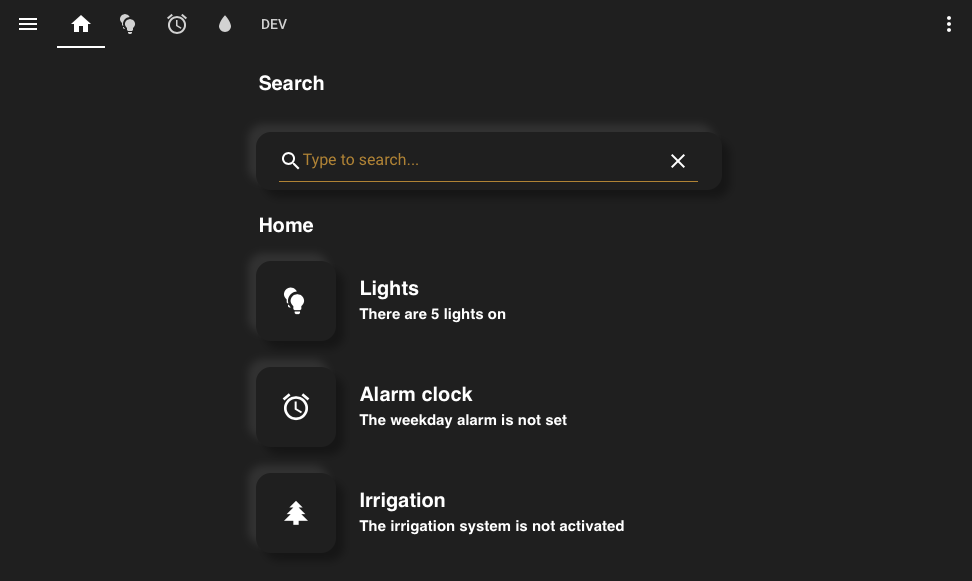 DEV
Search
Type to search...
Home
Lights
There are 5 lights on
Alarm clock
The weekday alarm is not set
Irrigation
The irrigation system is not activated